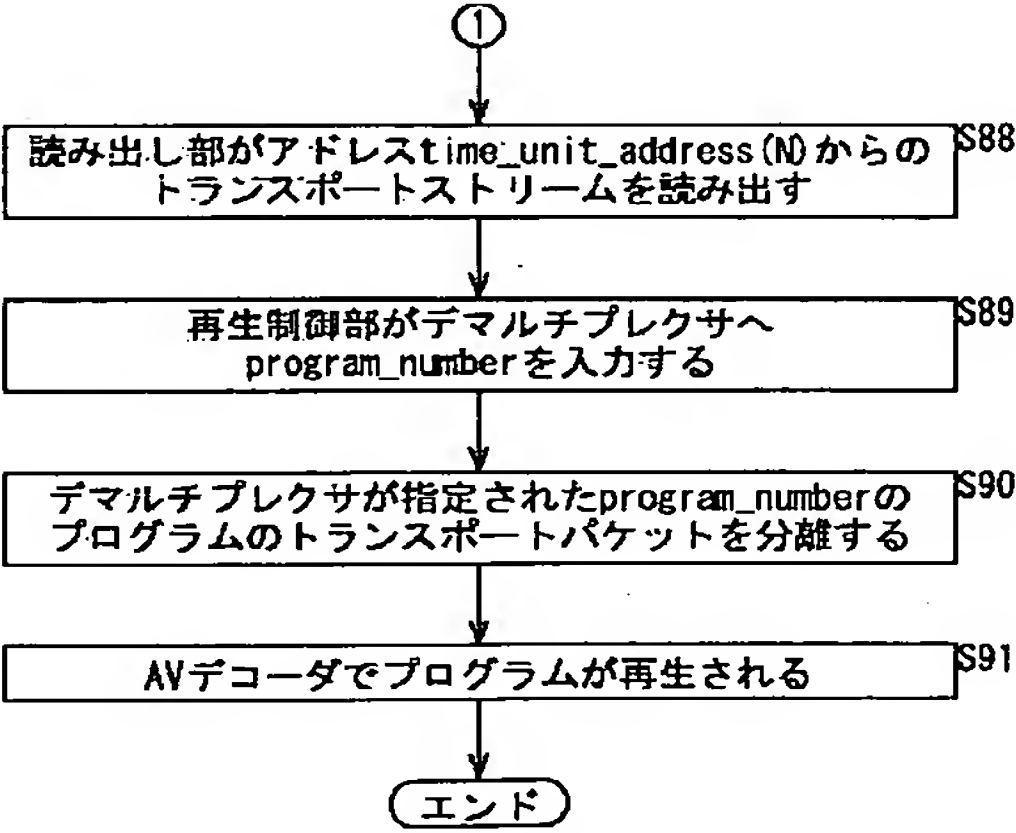 1
読み出し部がアドレスtime_unit_address(N)からの
トランスポートストリームを読み出す
S88
再生制御部がデマルチプレクサへ
program_numberを入力する
S89
デマルチプレクサが指定されたprogram_numberの
プログラムのトランスポートパケットを分離する
S90
AVデコーダでプログラムが再生される
S91
エンド